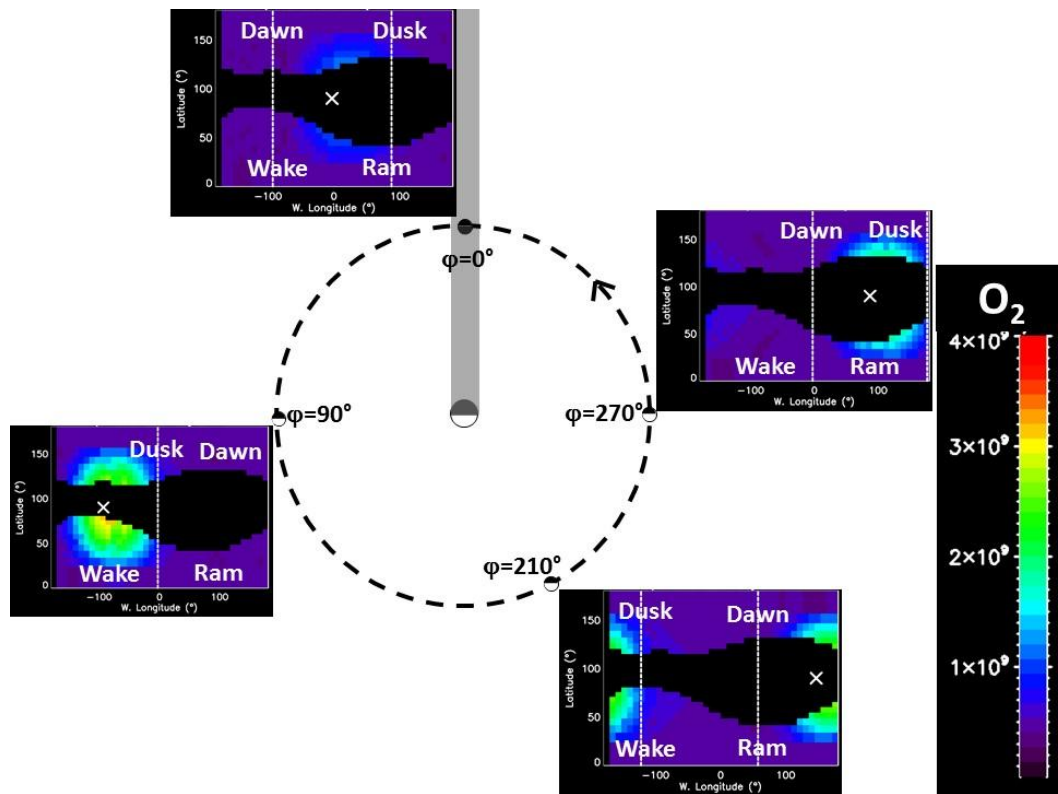 Dawn Dusk
150
100
50
0
Latitude (°)
Wake Ram
-100 0 100
W. Longitude (°)
φ=0°
Dawn Dusk
150
100
50
0
Latitude (°)
Wake Ram
-100 0 100
W. Longitude (°)
O₂
4×10⁹
3×10⁹
2×10⁹
1×10⁹
φ=90°
φ=270°
Dusk Dawn
150
100
50
0
Latitude (°)
Wake Ram
-100 0 100
W. Longitude (°)
φ=210°
Dusk Dawn
150
100
50
0
Latitude (°)
Wake Ram
-100 0 100
W. Longitude (°)